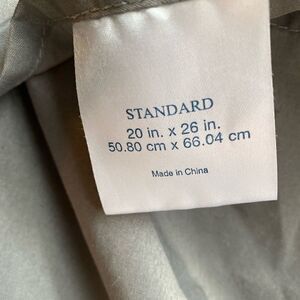 STANDARD
20 in. x 26 in.
50.80 cm x 66.04 cm
Made in China